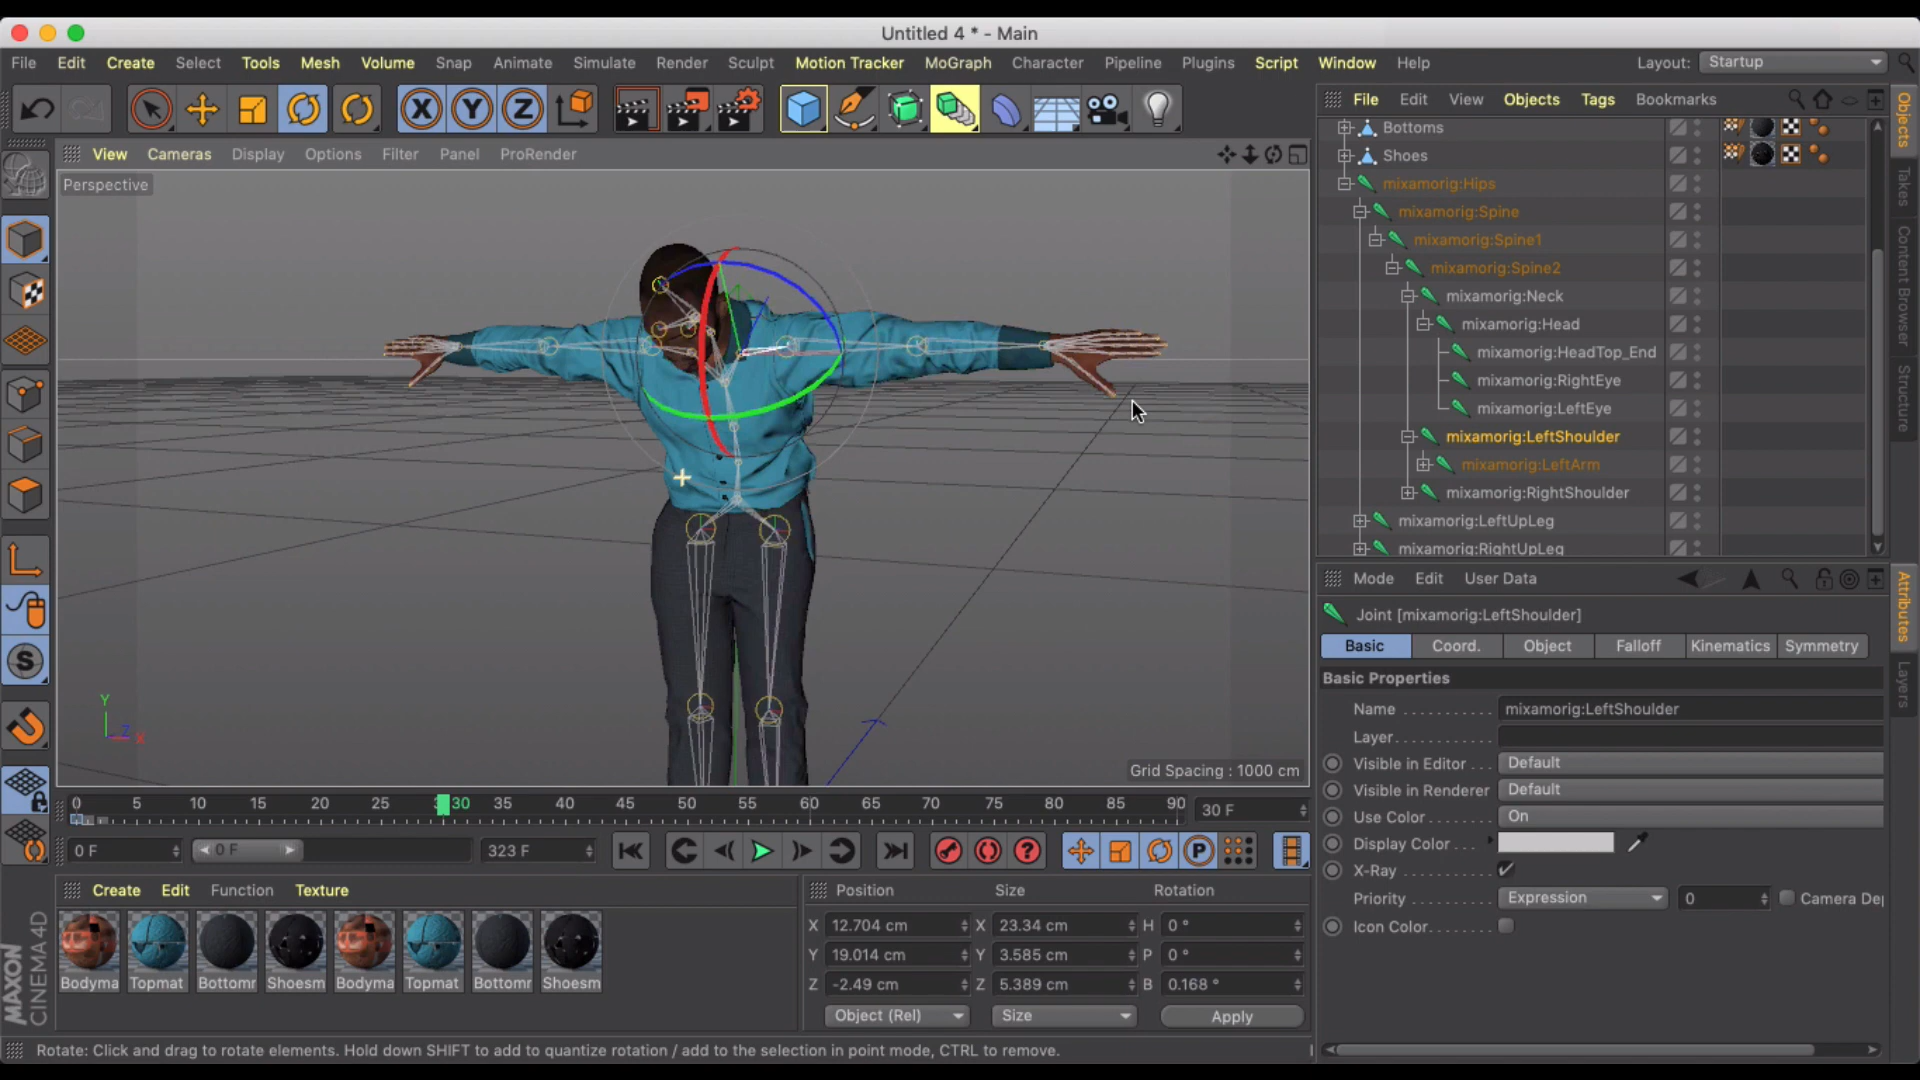 Untitled 4 * - Main
File Edit Create Select Tools Mesh Volume Snap Animate Simulate Render Sculpt Motion Tracker MoGraph Character Pipeline Plugins Script Window Help Layout: Startup
X Y Z
File Edit View Objects Tags Bookmarks
View Cameras Display Options Filter Panel ProRender
Perspective
Bottoms
Shoes
mixamorig:Hips
mixamorig:Spine
mixamorig:Spine1
mixamorig:Spine2
mixamorig:Neck
mixamorig:Head
mixamorig:HeadTop_End
mixamorig:RightEye
mixamorig:LeftEye
mixamorig:LeftShoulder
mixamorig:LeftArm
mixamorig:RightShoulder
mixamorig:LeftUpLeg
mixamorig:RightUpLeg
Objects
Takes
Content Browser
Structure
Mode Edit User Data
Joint [mixamorig:LeftShoulder]
Basic Coord. Object Falloff Kinematics Symmetry
Basic Properties
Name mixamorig:LeftShoulder
Layer
Visible in Editor Default
Visible in Renderer Default
Use Color On
Display Color
X-Ray
Priority Expression 0 Camera De
Icon Color
Attributes
Layers
S
Y
Z X
Grid Spacing : 1000 cm
0 5 10 15 20 25 30 35 40 45 50 55 60 65 70 75 80 85 90 30 F
0 F 0 F 323 F
P
Create Edit Function Texture
Bodyma Topmat Bottomr Shoesm Bodyma Topmat Bottomr Shoesm
MAXON
CINEMA 4D
Position Size Rotation
X 12.704 cm X 23.34 cm H 0 °
Y 19.014 cm Y 3.585 cm P 0 °
Z -2.49 cm Z 5.389 cm B 0.168 °
Object (Rel) Size Apply
Rotate: Click and drag to rotate elements. Hold down SHIFT to add to quantize rotation / add to the selection in point mode, CTRL to remove.